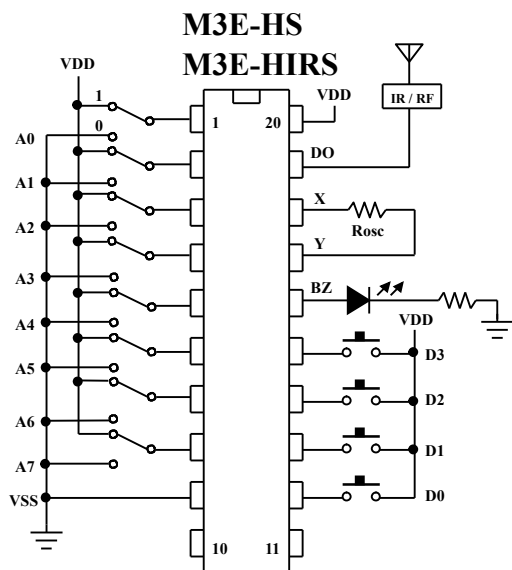 M3E-HS
M3E-HIRS
VDD
1
0
A0
A1
A2
A3
A4
A5
A6
A7
VSS
1
20
10
11
VDD
IR / RF
DO
X
Rosc
Y
BZ
VDD
D3
D2
D1
D0